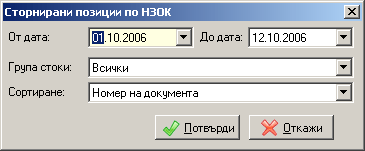 Сторнирани позиции по НЗОК
От дата: 01.10.2006 До дата: 12.10.2006
Група стоки: Всички
Сортиране: Номер на документа
Потвърди Откажи